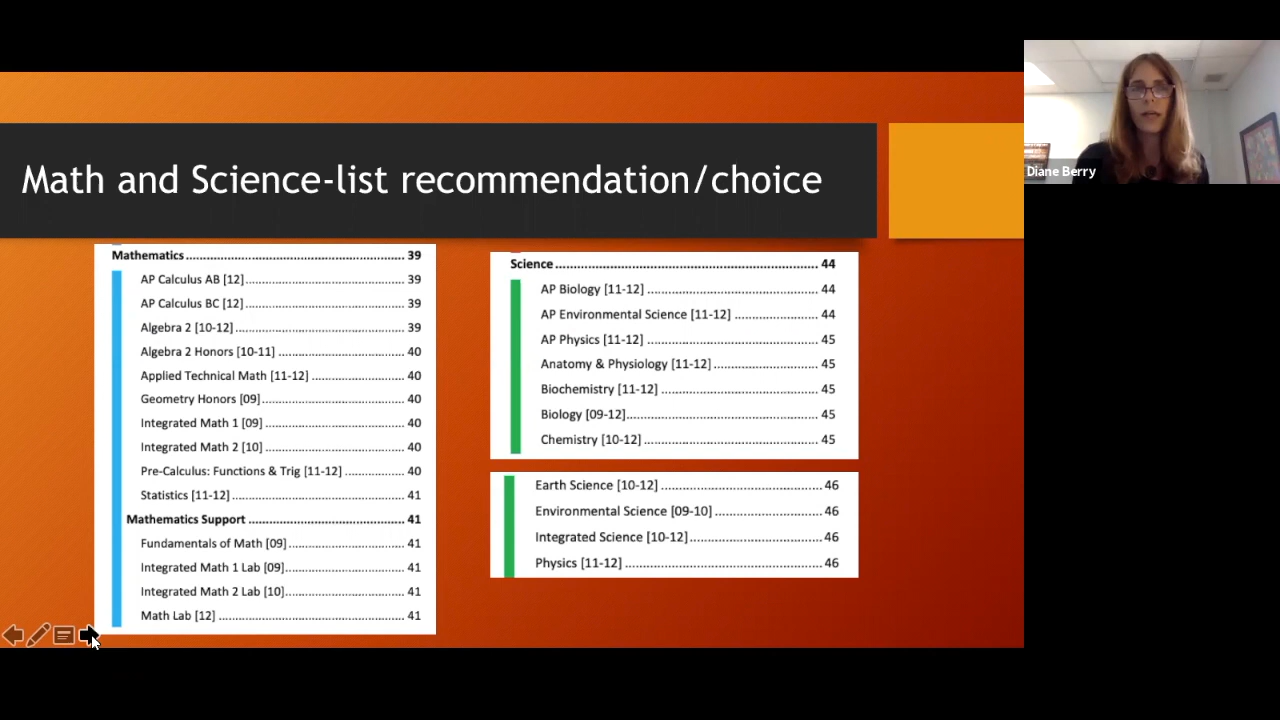 Math and Science-list recommendation/choice
Mathematics 39
AP Calculus AB [12] 39
AP Calculus BC [12] 39
Algebra 2 [10-12] 39
Algebra 2 Honors [10-11] 40
Applied Technical Math [11-12] 40
Geometry Honors [09] 40
Integrated Math 1 [09] 40
Integrated Math 2 [10] 40
Pre-Calculus: Functions & Trig [11-12] 40
Statistics [11-12] 41
Mathematics Support 41
Fundamentals of Math [09] 41
Integrated Math 1 Lab [09] 41
Integrated Math 2 Lab [10] 41
Math Lab [12] 41
Science 44
AP Biology [11-12] 44
AP Environmental Science [11-12] 44
AP Physics [11-12] 45
Anatomy & Physiology [11-12] 45
Biochemistry [11-12] 45
Biology [09-12] 45
Chemistry [10-12] 45
Earth Science [10-12] 46
Environmental Science [09-10] 46
Integrated Science [10-12] 46
Physics [11-12] 46
Diane Berry